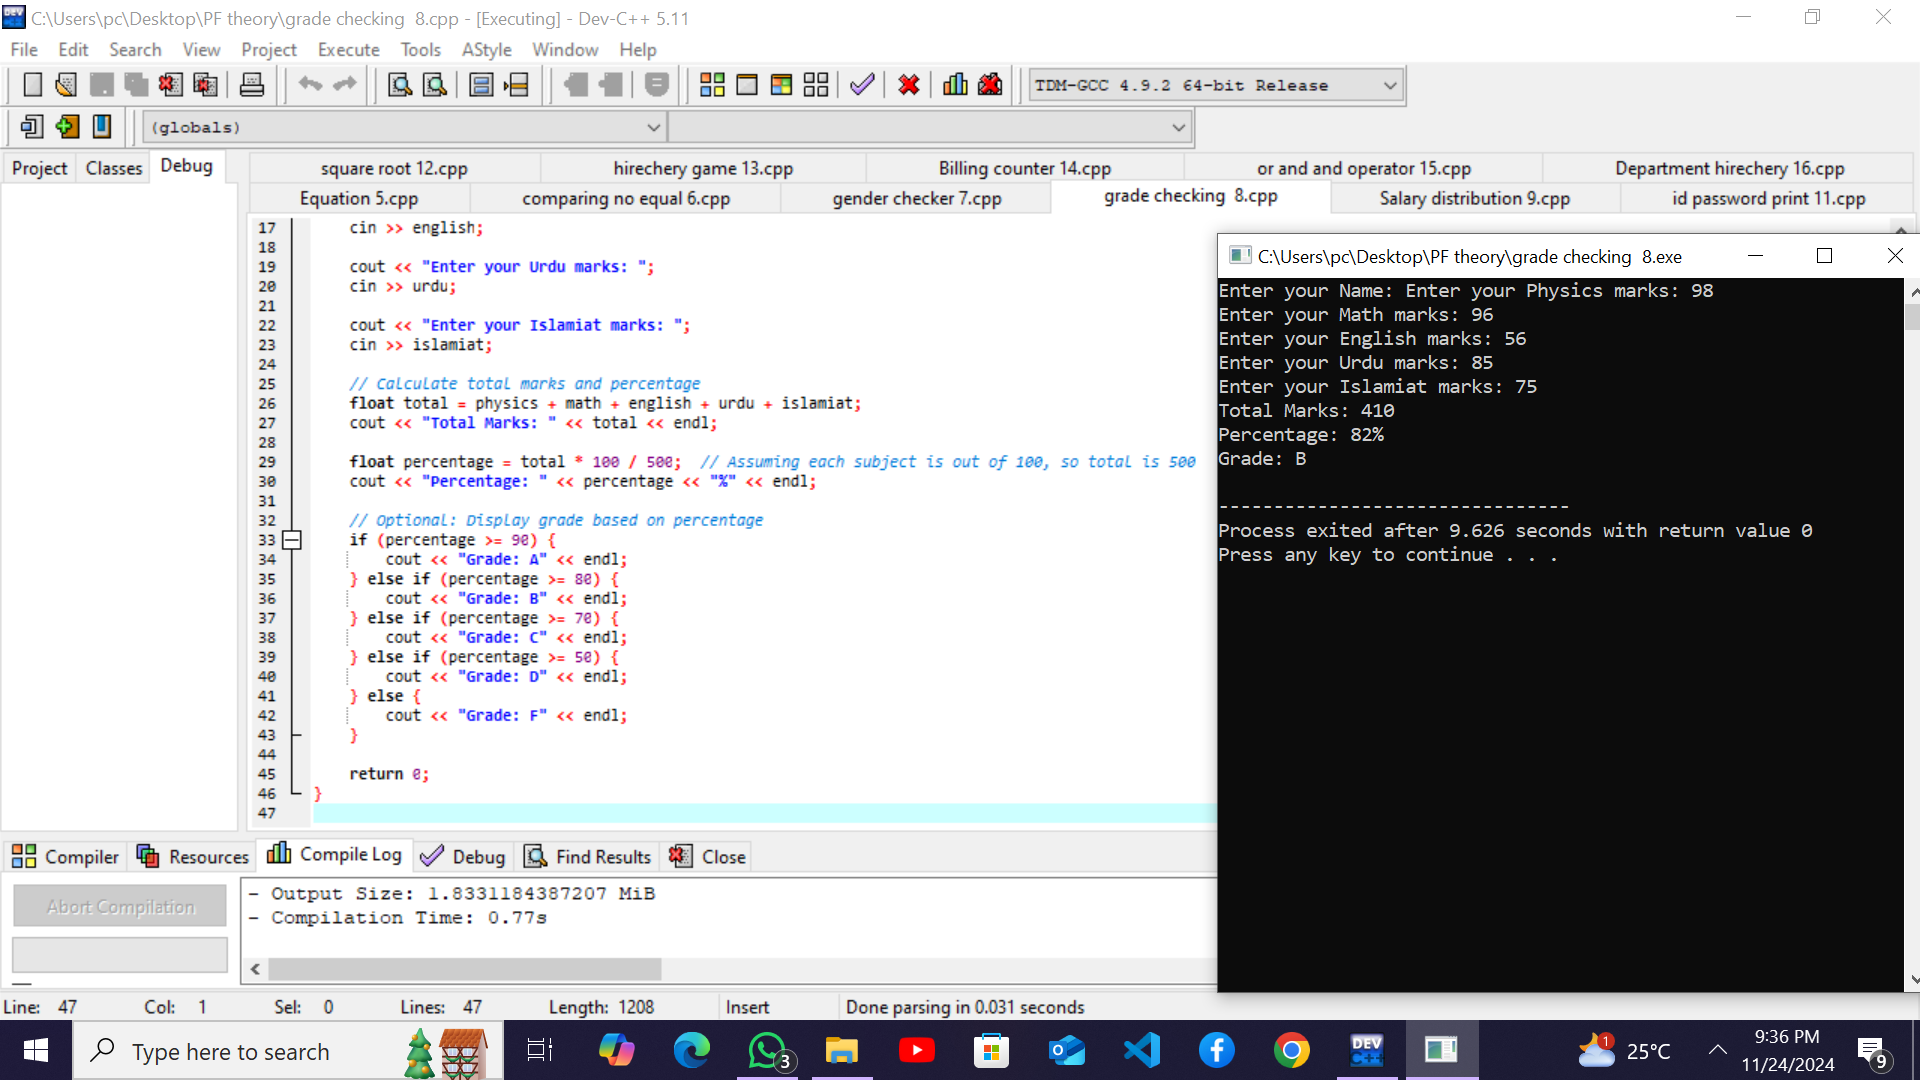 C:\Users\pc\Desktop\PF theory\grade checking  8.cpp - [Executing] - Dev-C++ 5.11
File Edit Search View Project Execute Tools AStyle Window Help
TDM-GCC 4.9.2 64-bit Release
(globals)
Project Classes Debug
square root 12.cpp hirechery game 13.cpp Billing counter 14.cpp or and and operator 15.cpp Department hirechery 16.cpp
Equation 5.cpp comparing no equal 6.cpp gender checker 7.cpp grade checking  8.cpp Salary distribution 9.cpp id password print 11.cpp
17     cin >> english;
18
19     cout << "Enter your Urdu marks: ";
20     cin >> urdu;
21
22     cout << "Enter your Islamiat marks: ";
23     cin >> islamiat;
24
25     // Calculate total marks and percentage
26     float total = physics + math + english + urdu + islamiat;
27     cout << "Total Marks: " << total << endl;
28
29     float percentage = total * 100 / 500;  // Assuming each subject is out of 100, so total is 500
30     cout << "Percentage: " << percentage << "%" << endl;
31
32     // Optional: Display grade based on percentage
33     if (percentage >= 90) {
34         cout << "Grade: A" << endl;
35     } else if (percentage >= 80) {
36         cout << "Grade: B" << endl;
37     } else if (percentage >= 70) {
38         cout << "Grade: C" << endl;
39     } else if (percentage >= 50) {
40         cout << "Grade: D" << endl;
41     } else {
42         cout << "Grade: F" << endl;
43     }
44
45     return 0;
46 }
47
C:\Users\pc\Desktop\PF theory\grade checking  8.exe
Enter your Name: Enter your Physics marks: 98
Enter your Math marks: 96
Enter your English marks: 56
Enter your Urdu marks: 85
Enter your Islamiat marks: 75
Total Marks: 410
Percentage: 82%
Grade: B
--------------------------------
Process exited after 9.626 seconds with return value 0
Press any key to continue . . .
Compiler Resources Compile Log Debug Find Results Close
Abort Compilation
- Output Size: 1.8331184387207 MiB
- Compilation Time: 0.77s
Line: 47 Col: 1 Sel: 0 Lines: 47 Length: 1208 Insert Done parsing in 0.031 seconds
Type here to search
3
DEV C++
1
25°C
9:36 PM
11/24/2024
9